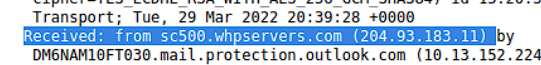 Transport; Tue, 29 Mar 2022 20:39:28 +0000
Received: from sc500.whpservers.com (204.93.183.11) by
DM6NAM10FT030.mail.protection.outlook.com (10.13.152.224